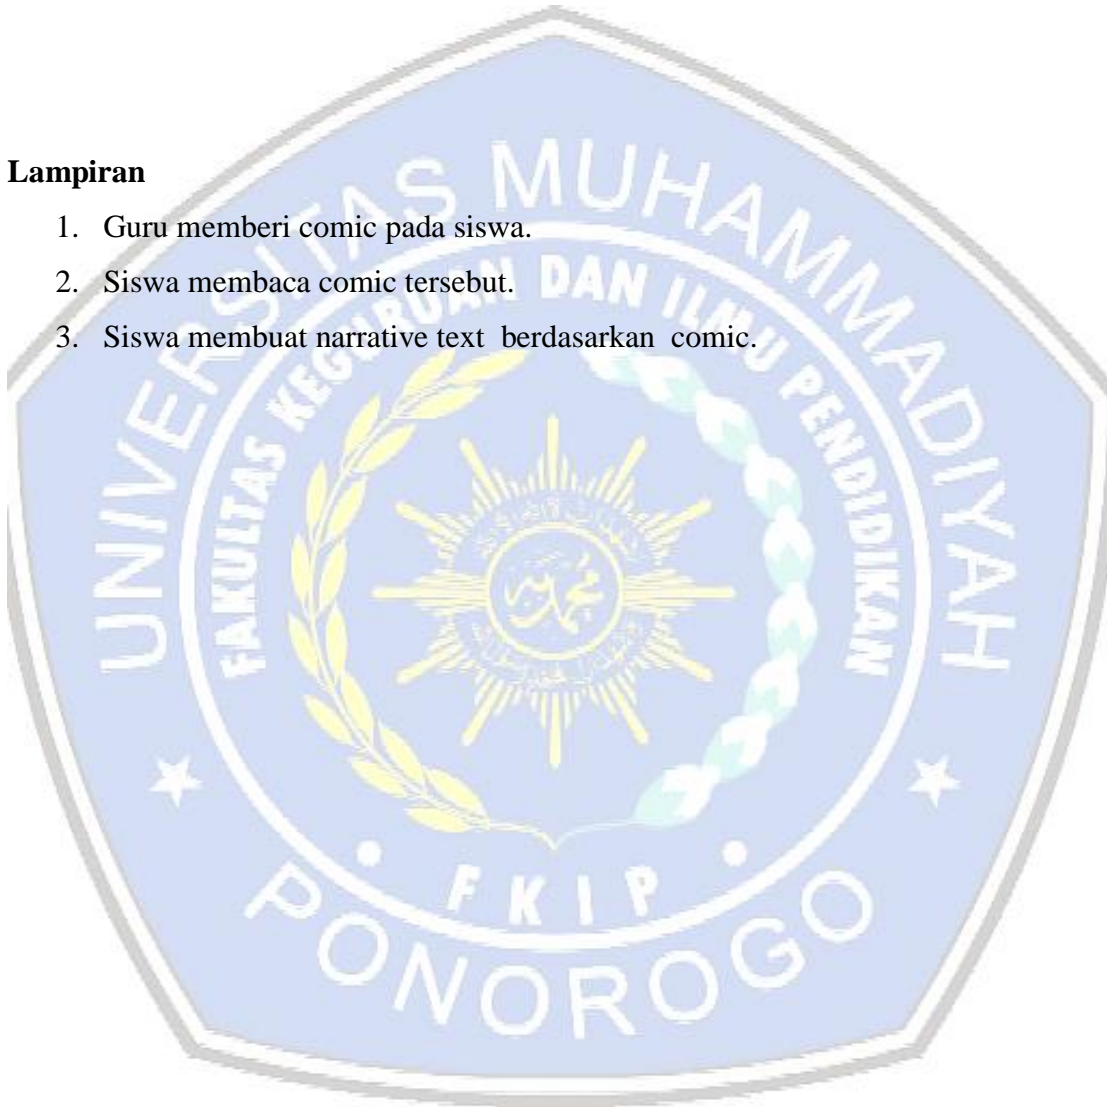 Lampiran
1. Guru memberi comic pada siswa.
2. Siswa membaca comic tersebut.
3. Siswa membuat narrative text berdasarkan comic.
UNIVERSITAS MUHAMMADIYAH
FAKULTAS KEGURUAN DAN ILMU PENDIDIKAN
محمد
FKIP
PONOROGO